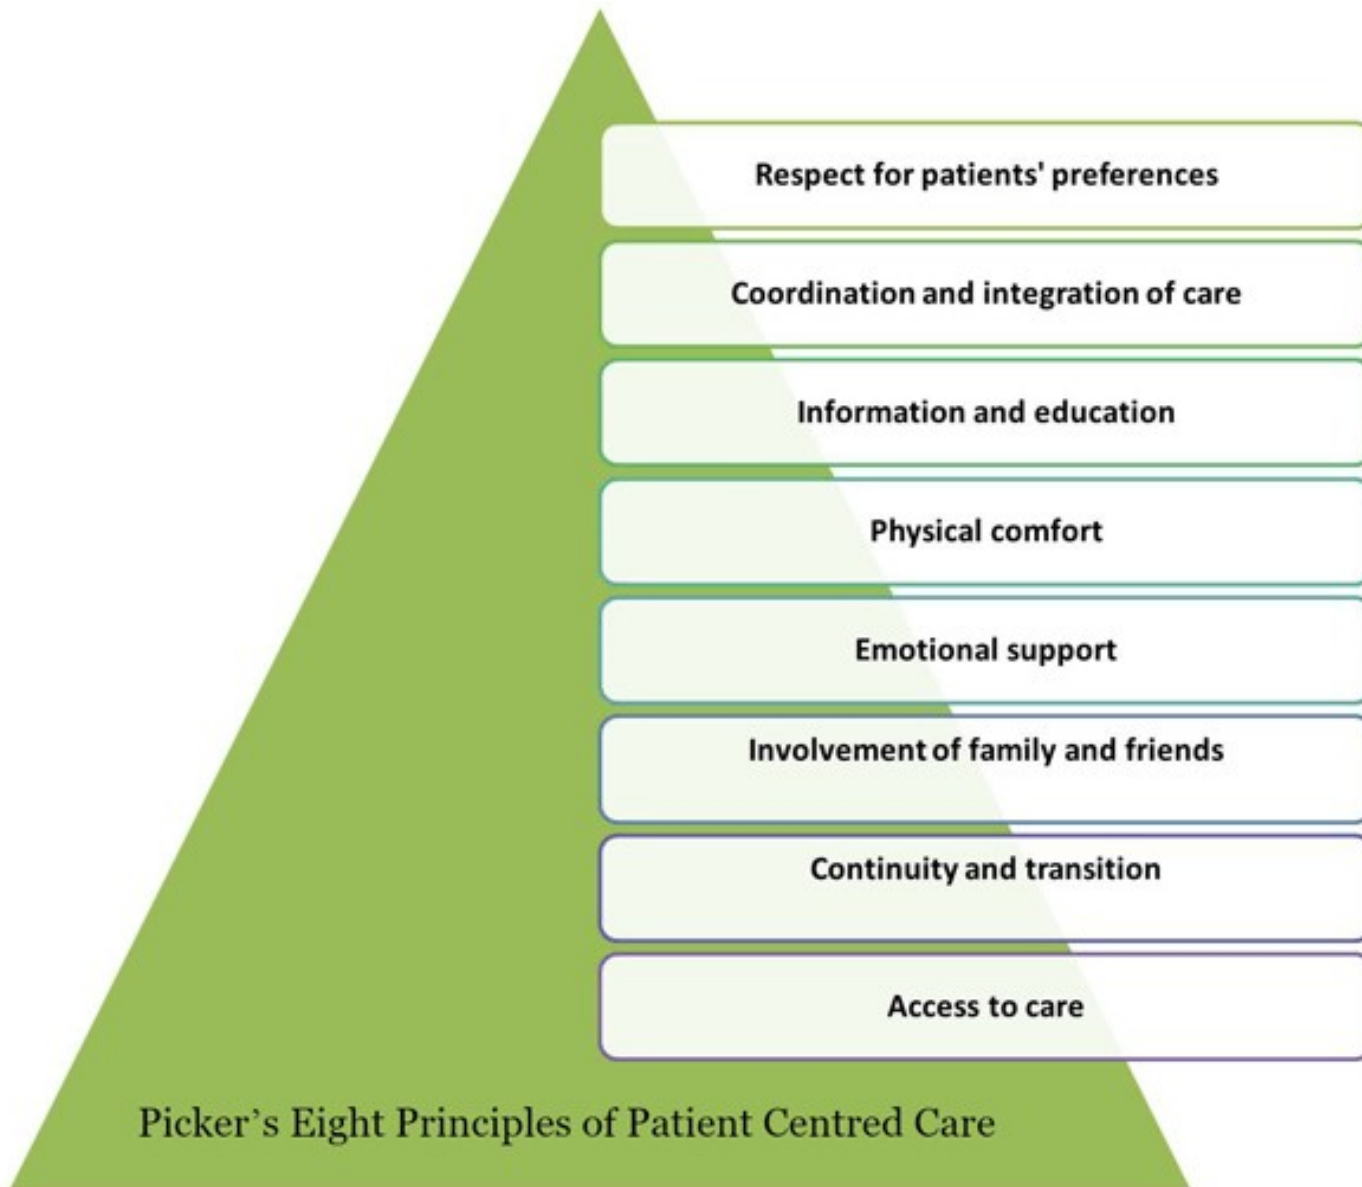 Respect for patients' preferences
Coordination and integration of care
Information and education
Physical comfort
Emotional support
Involvement of family and friends
Continuity and transition
Access to care
Picker’s Eight Principles of Patient Centred Care